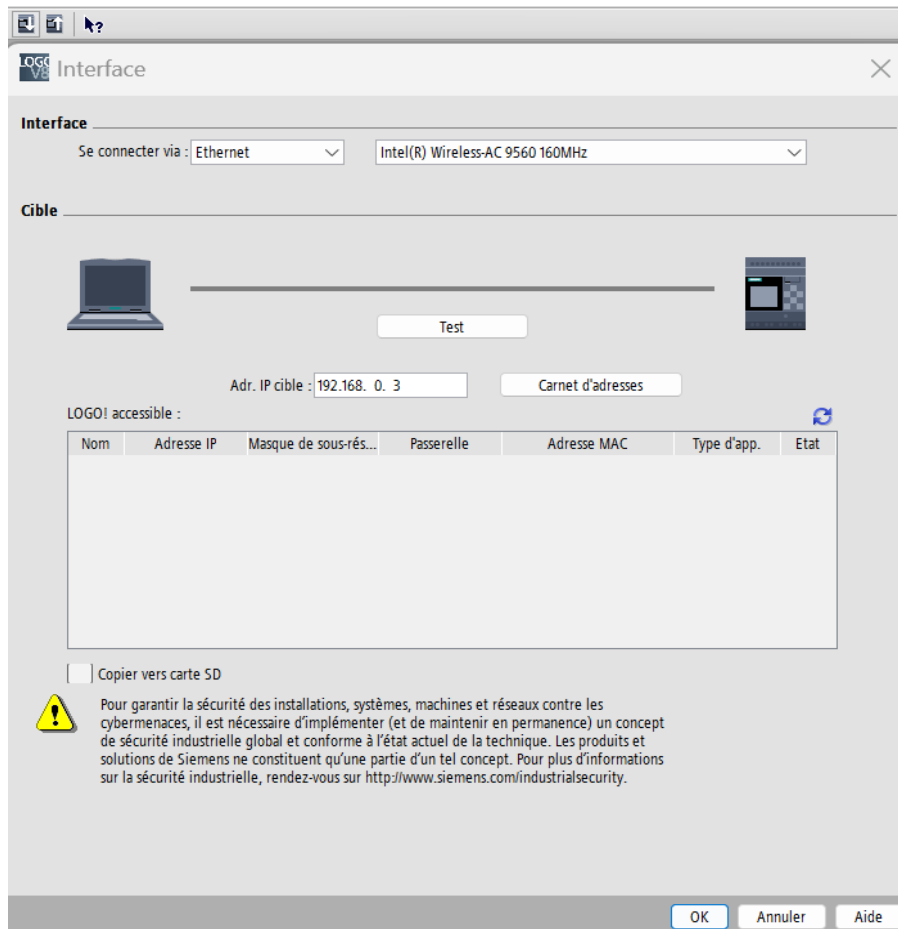 LOGO V8 Interface
Interface
Se connecter via : Ethernet Intel(R) Wireless-AC 9560 160MHz
Cible
Test
Adr. IP cible : 192.168. 0. 3 Carnet d'adresses
LOGO! accessible :
Nom Adresse IP Masque de sous-rés... Passerelle Adresse MAC Type d'app. Etat
Copier vers carte SD
Pour garantir la sécurité des installations, systèmes, machines et réseaux contre les
cybermenaces, il est nécessaire d'implémenter (et de maintenir en permanence) un concept
de sécurité industrielle global et conforme à l'état actuel de la technique. Les produits et
solutions de Siemens ne constituent qu'une partie d'un tel concept. Pour plus d'informations
sur la sécurité industrielle, rendez-vous sur http://www.siemens.com/industrialsecurity.
OK Annuler Aide